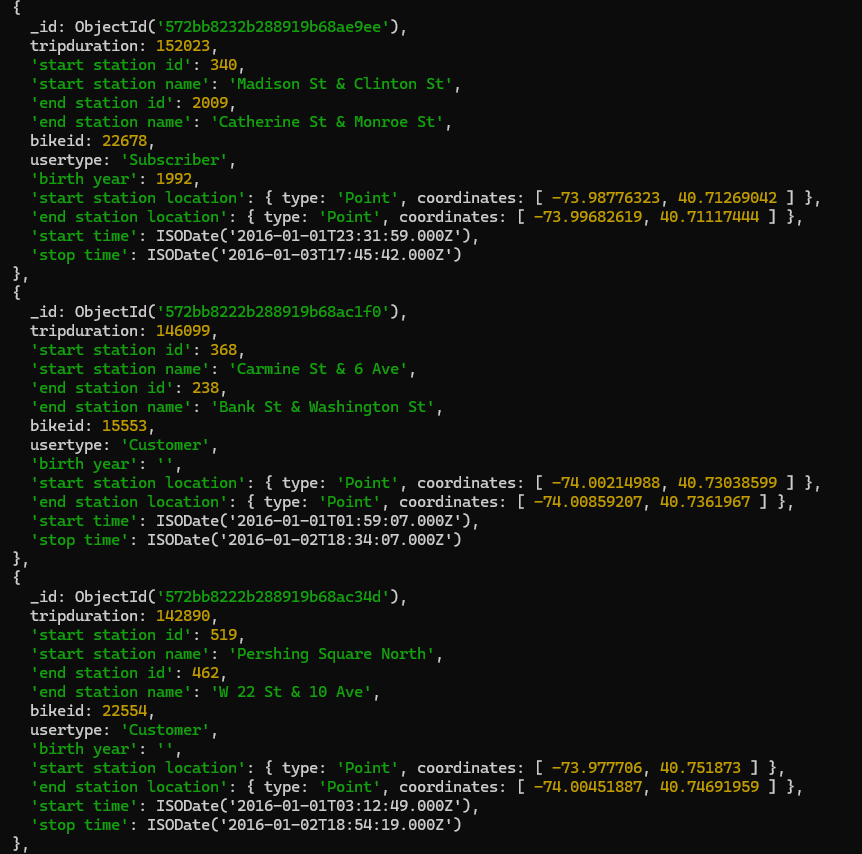 {
  _id: ObjectId('572bb8232b288919b68ae9ee'),
  tripduration: 152023,
  'start station id': 340,
  'start station name': 'Madison St & Clinton St',
  'end station id': 2009,
  'end station name': 'Catherine St & Monroe St',
  bikeid: 22678,
  usertype: 'Subscriber',
  'birth year': 1992,
  'start station location': { type: 'Point', coordinates: [ -73.98776323, 40.71269042 ] },
  'end station location': { type: 'Point', coordinates: [ -73.99682619, 40.71117444 ] },
  'start time': ISODate('2016-01-01T23:31:59.000Z'),
  'stop time': ISODate('2016-01-03T17:45:42.000Z')
},
{
  _id: ObjectId('572bb8222b288919b68ac1f0'),
  tripduration: 146099,
  'start station id': 368,
  'start station name': 'Carmine St & 6 Ave',
  'end station id': 238,
  'end station name': 'Bank St & Washington St',
  bikeid: 15553,
  usertype: 'Customer',
  'birth year': '',
  'start station location': { type: 'Point', coordinates: [ -74.00214988, 40.73038599 ] },
  'end station location': { type: 'Point', coordinates: [ -74.00859207, 40.7361967 ] },
  'start time': ISODate('2016-01-01T01:59:07.000Z'),
  'stop time': ISODate('2016-01-02T18:34:07.000Z')
},
{
  _id: ObjectId('572bb8222b288919b68ac34d'),
  tripduration: 142890,
  'start station id': 519,
  'start station name': 'Pershing Square North',
  'end station id': 462,
  'end station name': 'W 22 St & 10 Ave',
  bikeid: 22554,
  usertype: 'Customer',
  'birth year': '',
  'start station location': { type: 'Point', coordinates: [ -73.977706, 40.751873 ] },
  'end station location': { type: 'Point', coordinates: [ -74.00451887, 40.74691959 ] },
  'start time': ISODate('2016-01-01T03:12:49.000Z'),
  'stop time': ISODate('2016-01-02T18:54:19.000Z')
},